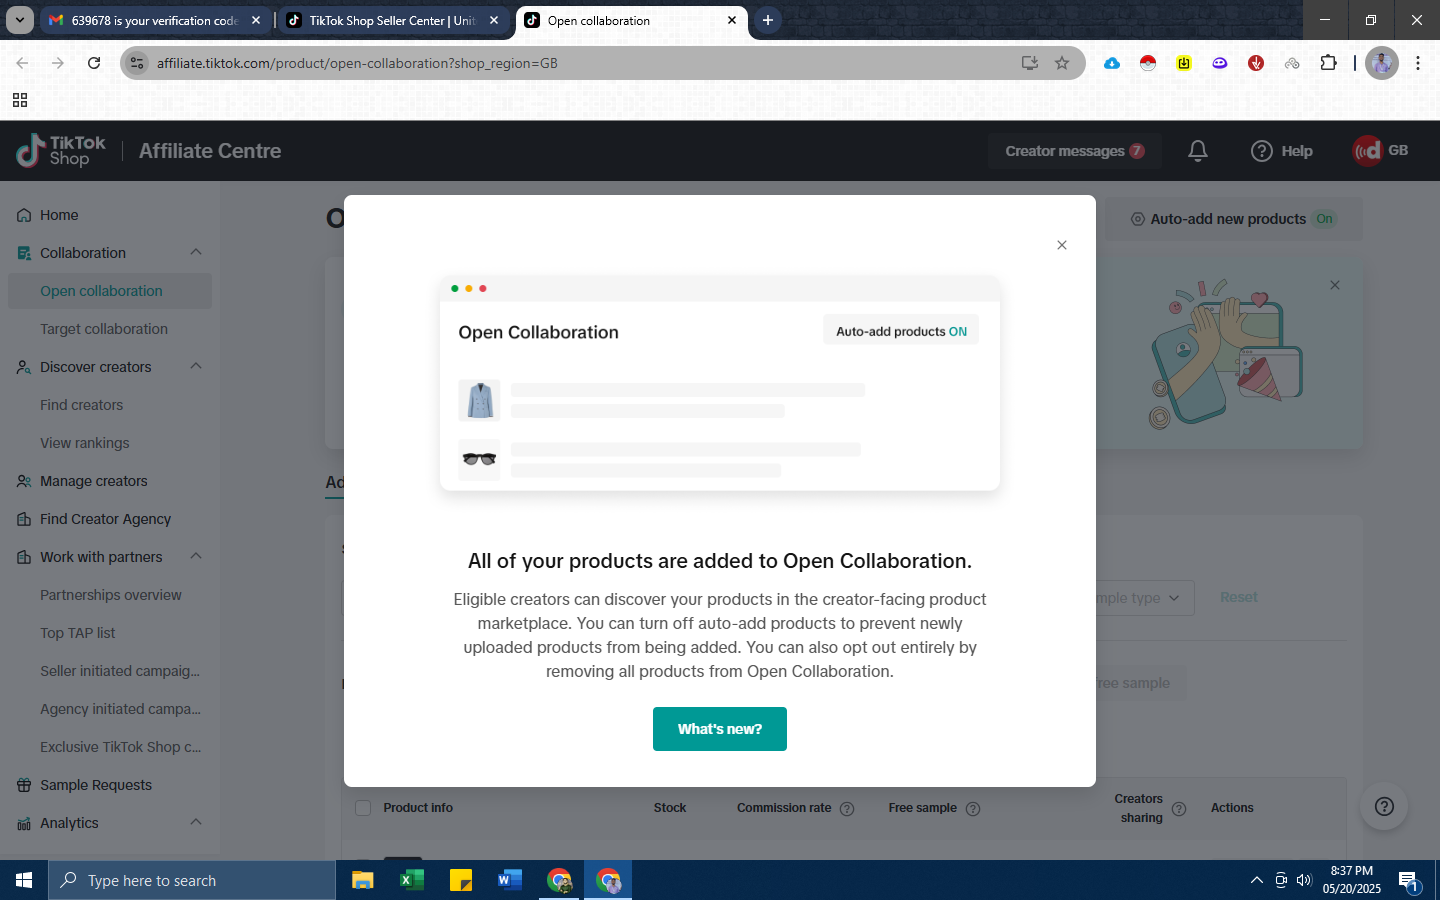 639678 is your verification code
TikTok Shop Seller Center | Unit
Open collaboration
affiliate.tiktok.com/product/open-collaboration?shop_region=GB
TikTok
Shop
Affiliate Centre
Creator messages 7
Help
GB
Home
Collaboration
Open collaboration
Target collaboration
Discover creators
Find creators
View rankings
Manage creators
Find Creator Agency
Work with partners
Partnerships overview
Top TAP list
Seller initiated campaig...
Agency initiated campa...
Exclusive TikTok Shop c...
Sample Requests
Analytics
Auto-add new products On
Open Collaboration
Auto-add products ON
All of your products are added to Open Collaboration.
Eligible creators can discover your products in the creator-facing product
marketplace. You can turn off auto-add products to prevent newly
uploaded products from being added. You can also opt out entirely by
removing all products from Open Collaboration.
What's new?
Reset
free sample
Product info
Stock
Commission rate
Free sample
Creators
sharing
Actions
Type here to search
8:37 PM
05/20/2025
1